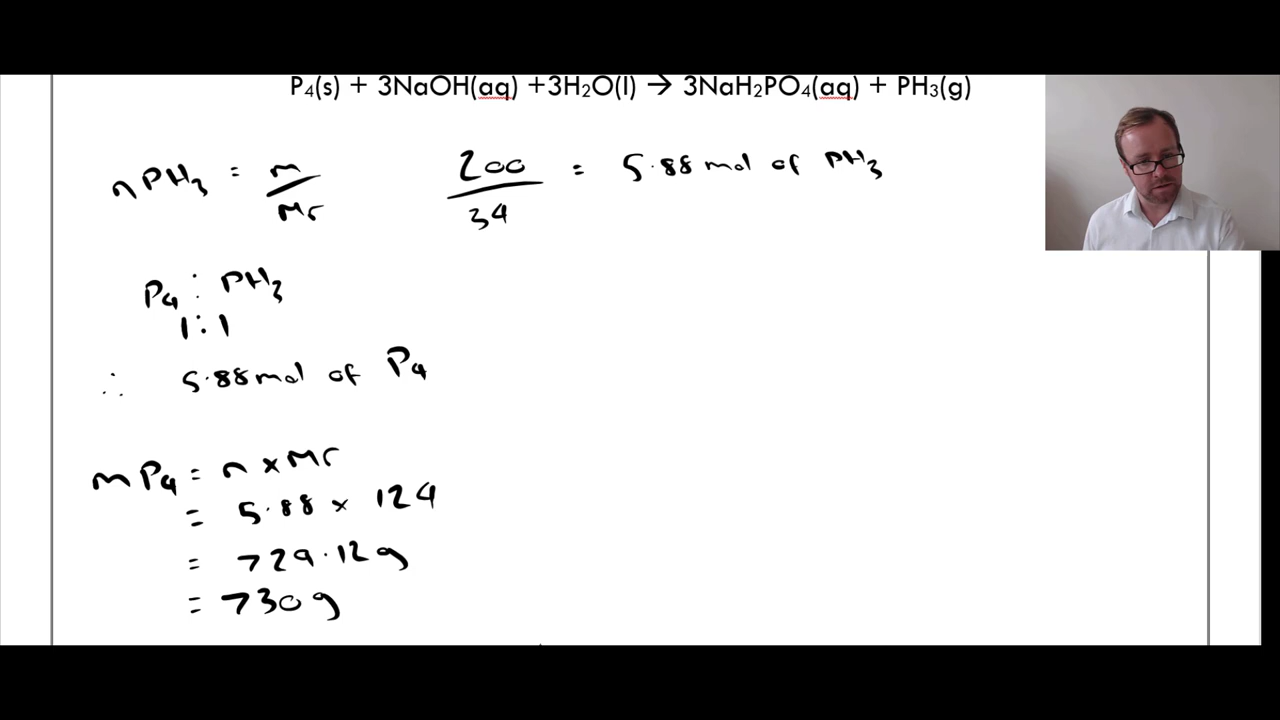 P₄(s) + 3NaOH(aq) +3H₂O(l) → 3NaH₂PO₄(aq) + PH₃(g)
nPH₃ = m/Mr 200/34 = 5.88 mol of PH₃
P₄ : PH₃
1 : 1
∴ 5.88 mol of P₄
mP₄ = n × Mr
= 5.88 × 124
= 729.12g
= 730g